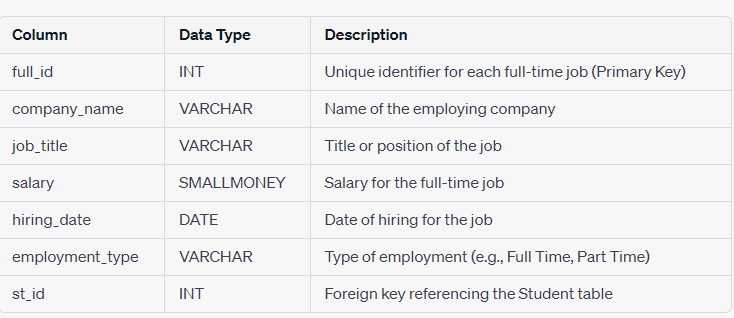 Column Data Type Description
full_id INT Unique identifier for each full-time job (Primary Key)
company_name VARCHAR Name of the employing company
job_title VARCHAR Title or position of the job
salary SMALLMONEY Salary for the full-time job
hiring_date DATE Date of hiring for the job
employment_type VARCHAR Type of employment (e.g., Full Time, Part Time)
st_id INT Foreign key referencing the Student table